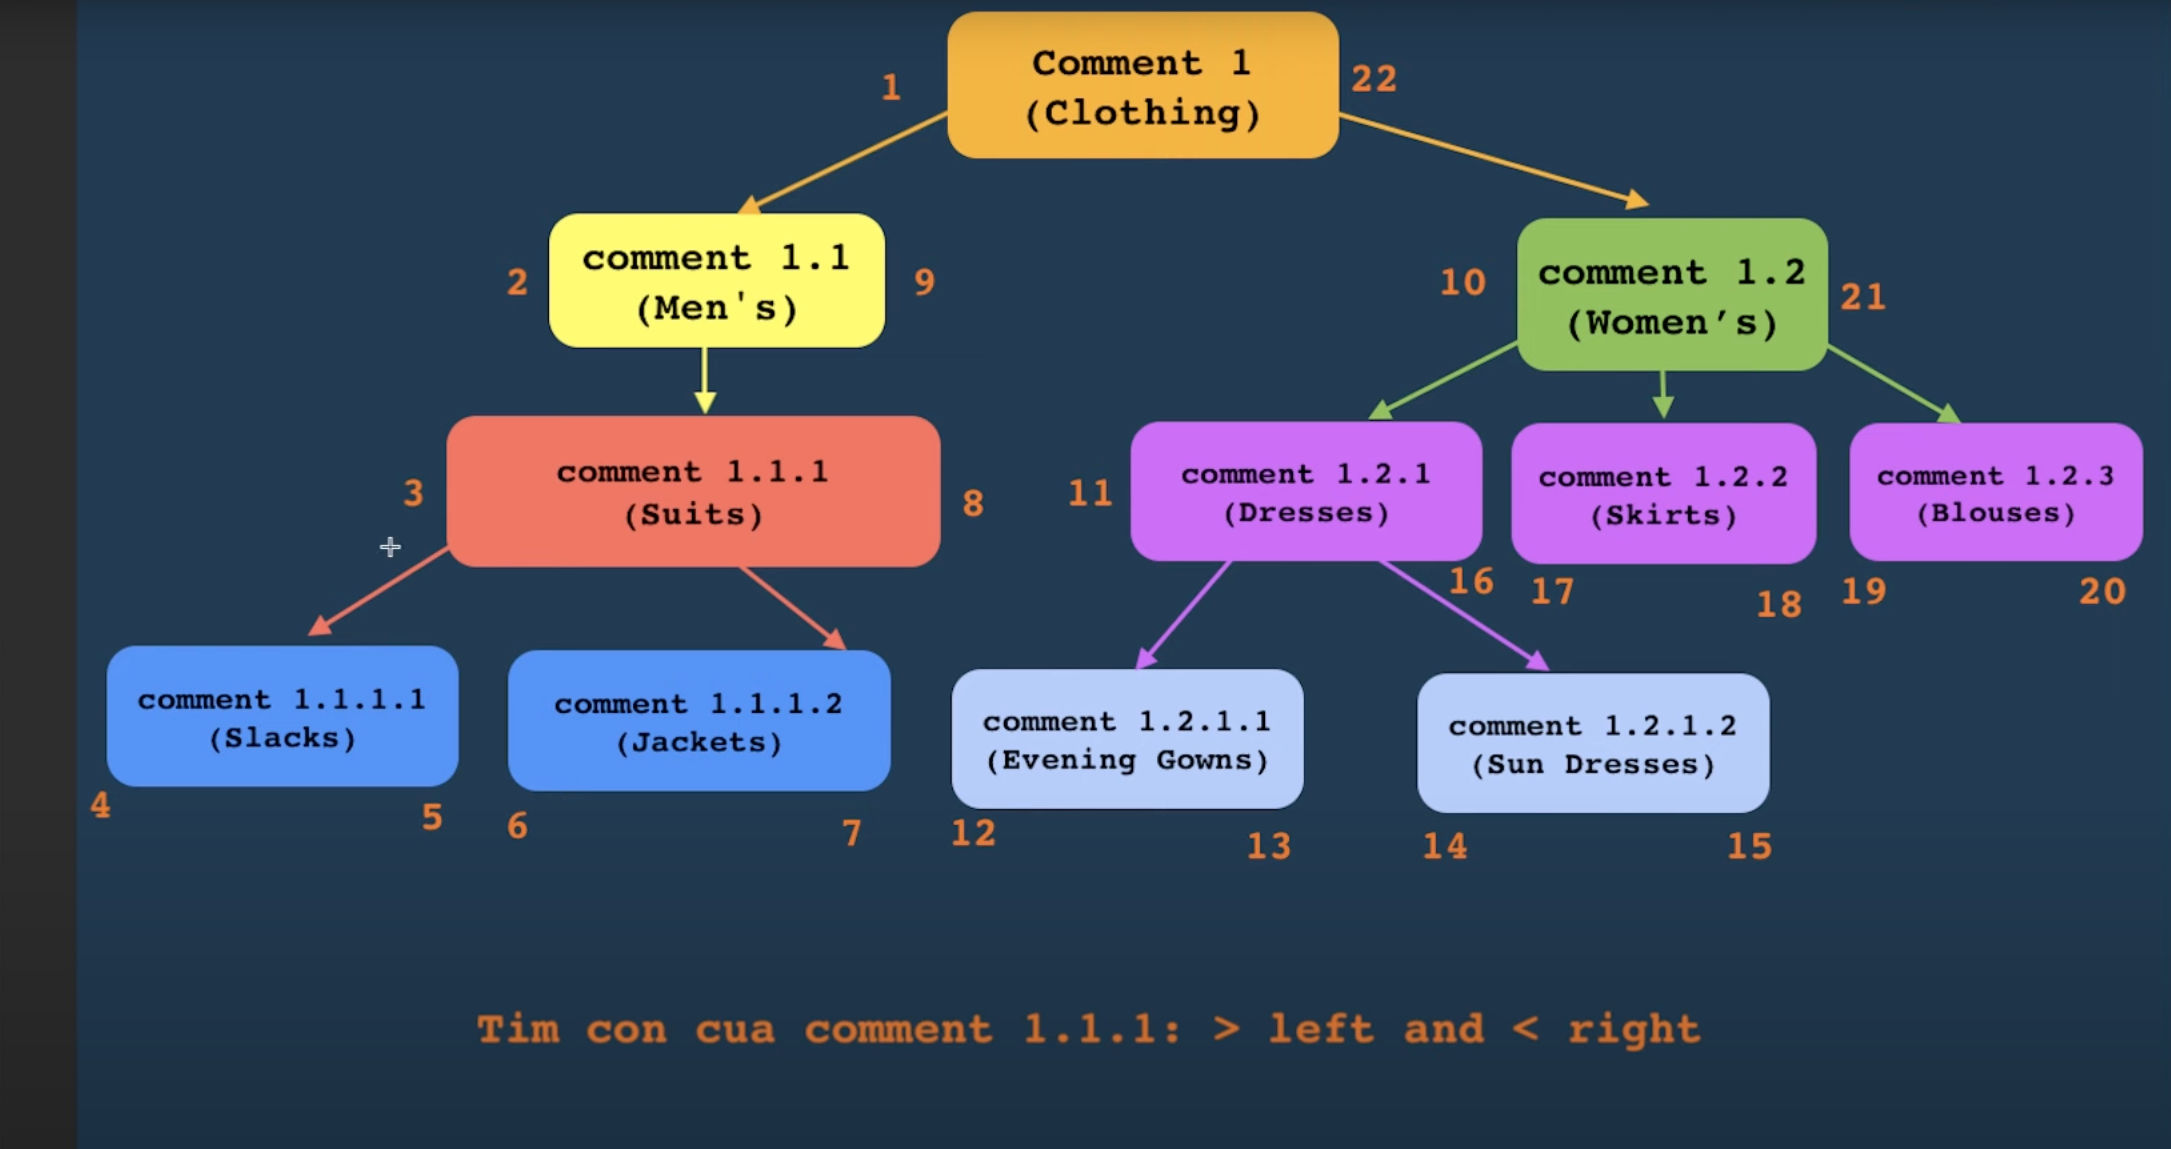 Comment 1
(Clothing)
1
22
comment 1.1
(Men's)
2
9
comment 1.2
(Women’s)
10
21
comment 1.1.1
(Suits)
3
8
comment 1.2.1
(Dresses)
11
16
comment 1.2.2
(Skirts)
17
18
comment 1.2.3
(Blouses)
19
20
comment 1.1.1.1
(Slacks)
4
5
comment 1.1.1.2
(Jackets)
6
7
comment 1.2.1.1
(Evening Gowns)
12
13
comment 1.2.1.2
(Sun Dresses)
14
15
Tim con cua comment 1.1.1: > left and < right